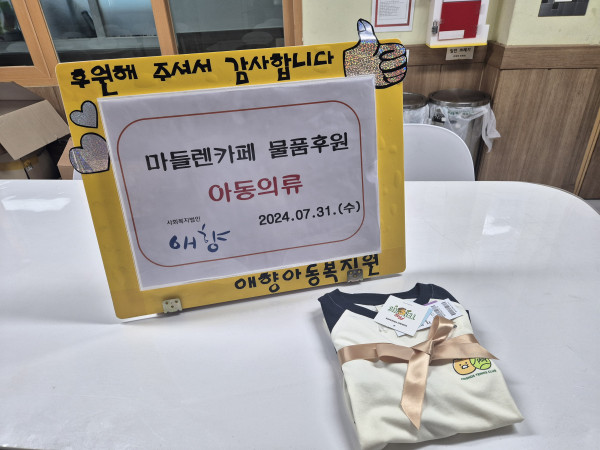 후원해 주셔서 감사합니다
마들렌카페 물품후원
아동의류
사회복지법인
애향
2024.07.31.(수)
애향아동복지원